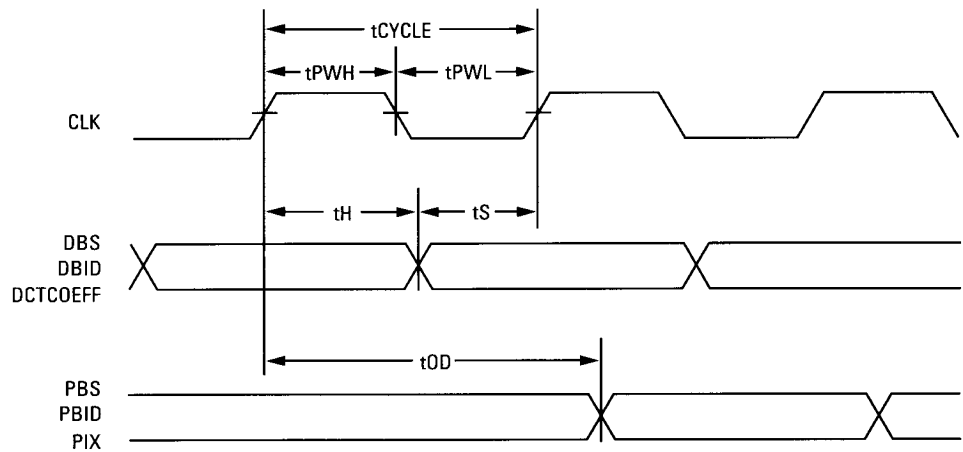 tCYCLE
tPWH tPWL
CLK
tH tS
DBS
DBID
DCTCOEFF
tOD
PBS
PBID
PIX